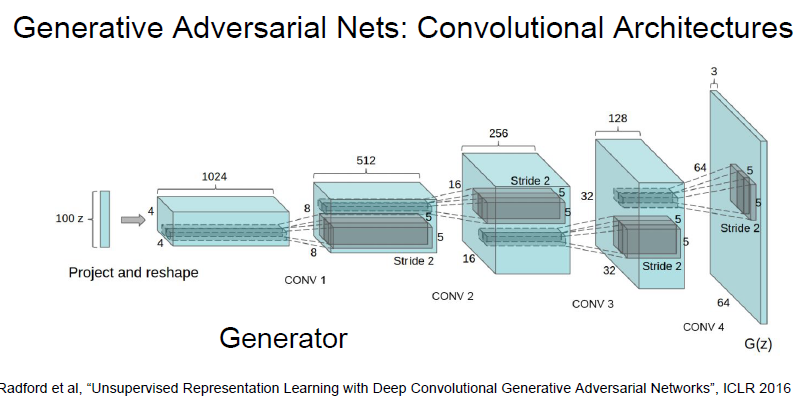 Generative Adversarial Nets: Convolutional Architectures
100 z
Project and reshape
1024
4
4
CONV 1
512
8
8
5
5
Stride 2
CONV 2
256
16
16
Stride 2
5
5
CONV 3
128
32
32
5
5
Stride 2
CONV 4
3
64
64
5
5
Stride 2
G(z)
Generator
Radford et al, “Unsupervised Representation Learning with Deep Convolutional Generative Adversarial Networks”, ICLR 2016